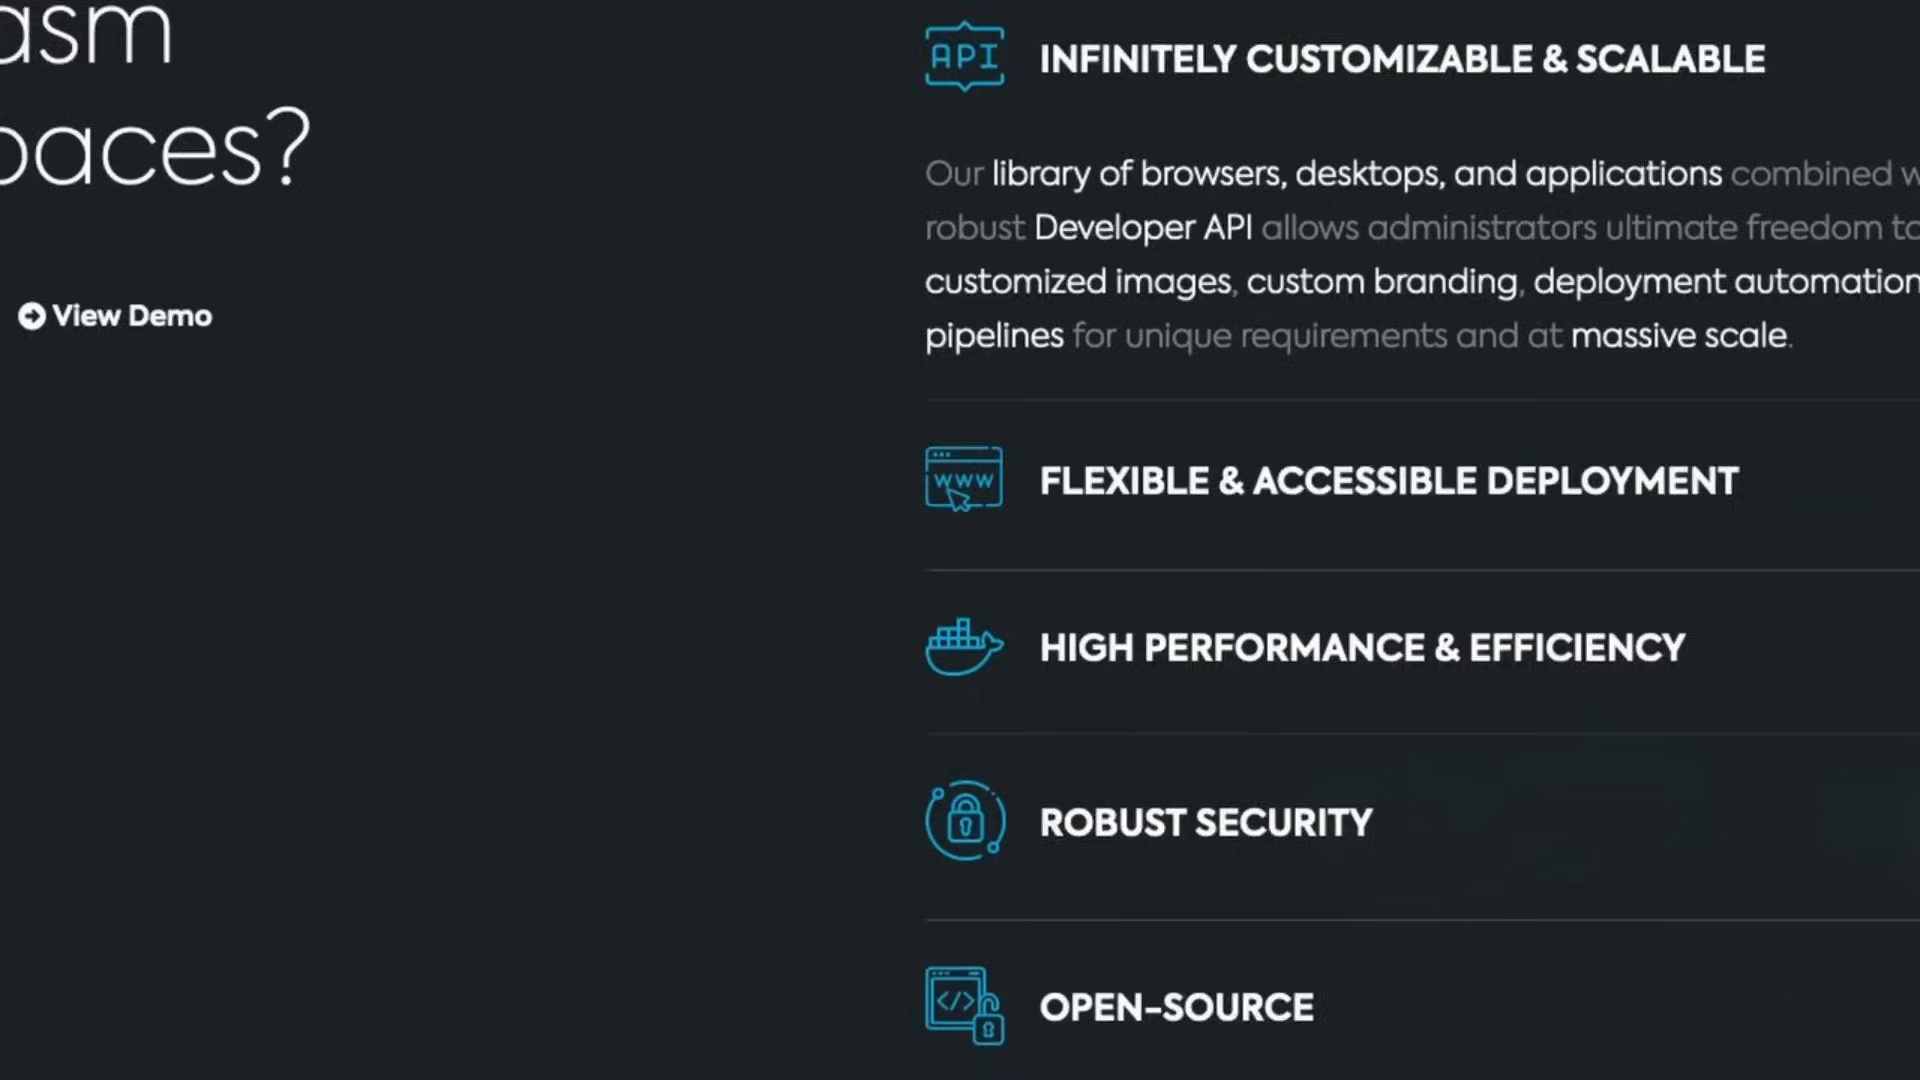 asm
paces?
View Demo
API
INFINITELY CUSTOMIZABLE & SCALABLE
Our library of browsers, desktops, and applications combined
robust Developer API allows administrators ultimate freedom
customized images, custom branding, deployment automation
pipelines for unique requirements and at massive scale.
WWW
FLEXIBLE & ACCESSIBLE DEPLOYMENT
HIGH PERFORMANCE & EFFICIENCY
ROBUST SECURITY
</>
OPEN-SOURCE